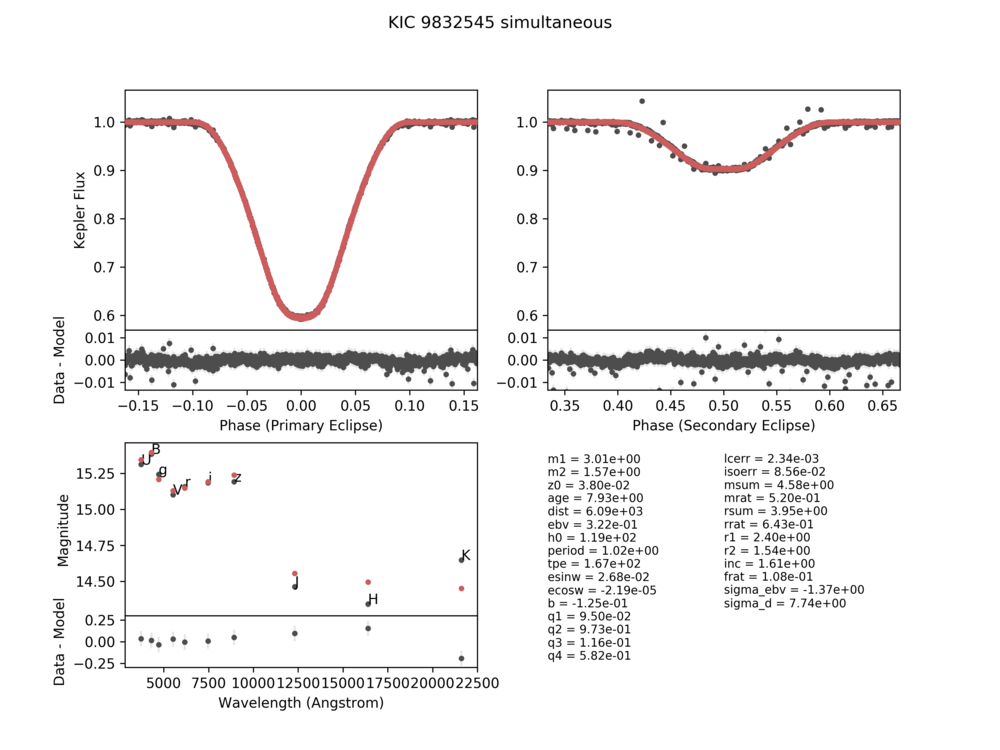 KIC 9832545 simultaneous
1.0
0.9
0.8
0.7
0.6
Kepler Flux
0.01
0.00
−0.01
Data - Model
−0.15 −0.10 −0.05 0.00 0.05 0.10 0.15
Phase (Primary Eclipse)
1.0
0.9
0.8
0.7
0.6
0.01
0.00
−0.01
0.35 0.40 0.45 0.50 0.55 0.60 0.65
Phase (Secondary Eclipse)
15.25
15.00
14.75
14.50
Magnitude
U B g V r i z J H K
0.25
0.00
−0.25
Data - Model
5000 7500 10000 12500 15000 17500 20000 22500
Wavelength (Angstrom)
m1 = 3.01e+00
m2 = 1.57e+00
z0 = 3.80e-02
age = 7.93e+00
dist = 6.09e+03
ebv = 3.22e-01
h0 = 1.19e+02
period = 1.02e+00
tpe = 1.67e+02
esinw = 2.68e-02
ecosw = -2.19e-05
b = -1.25e-01
q1 = 9.50e-02
q2 = 9.73e-01
q3 = 1.16e-01
q4 = 5.82e-01
lcerr = 2.34e-03
isoerr = 8.56e-02
msum = 4.58e+00
mrat = 5.20e-01
rsum = 3.95e+00
rrat = 6.43e-01
r1 = 2.40e+00
r2 = 1.54e+00
inc = 1.61e+00
frat = 1.08e-01
sigma_ebv = -1.37e+00
sigma_d = 7.74e+00